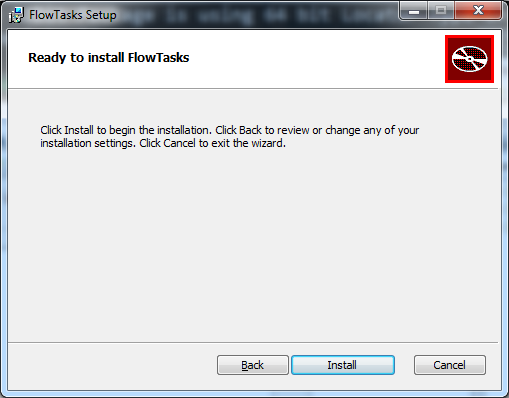 FlowTasks Setup
Ready to install FlowTasks
Click Install to begin the installation. Click Back to review or change any of your
installation settings. Click Cancel to exit the wizard.
Back Install Cancel